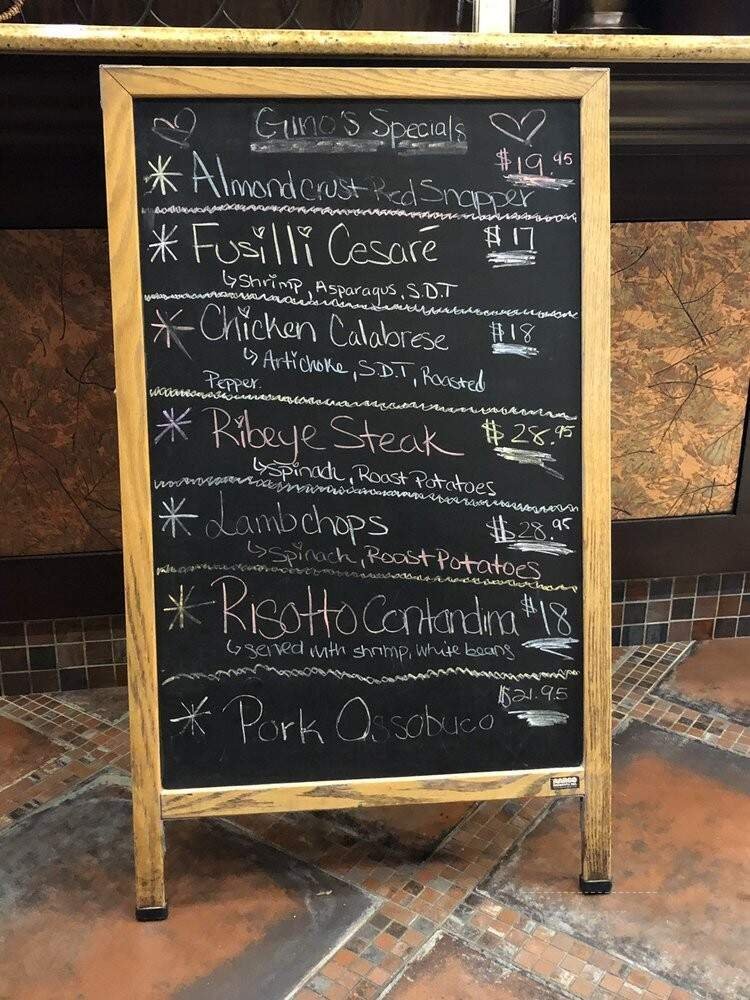 Gino's Specials
$19.95
Almond crust Red Snapper
Fusilli Cesaré $17
Shrimp, Asparagus, S.D.T
Chicken Calabrese $18
Artichoke, S.D.T, Roasted
Pepper.
Ribeye Steak $28.95
Spinach, Roast Potatoes
Lambchops $28.95
Spinach, Roast Potatoes
Risotto Contandina $18
served with shrimp, white beans
$21.95
Pork Ossobuco